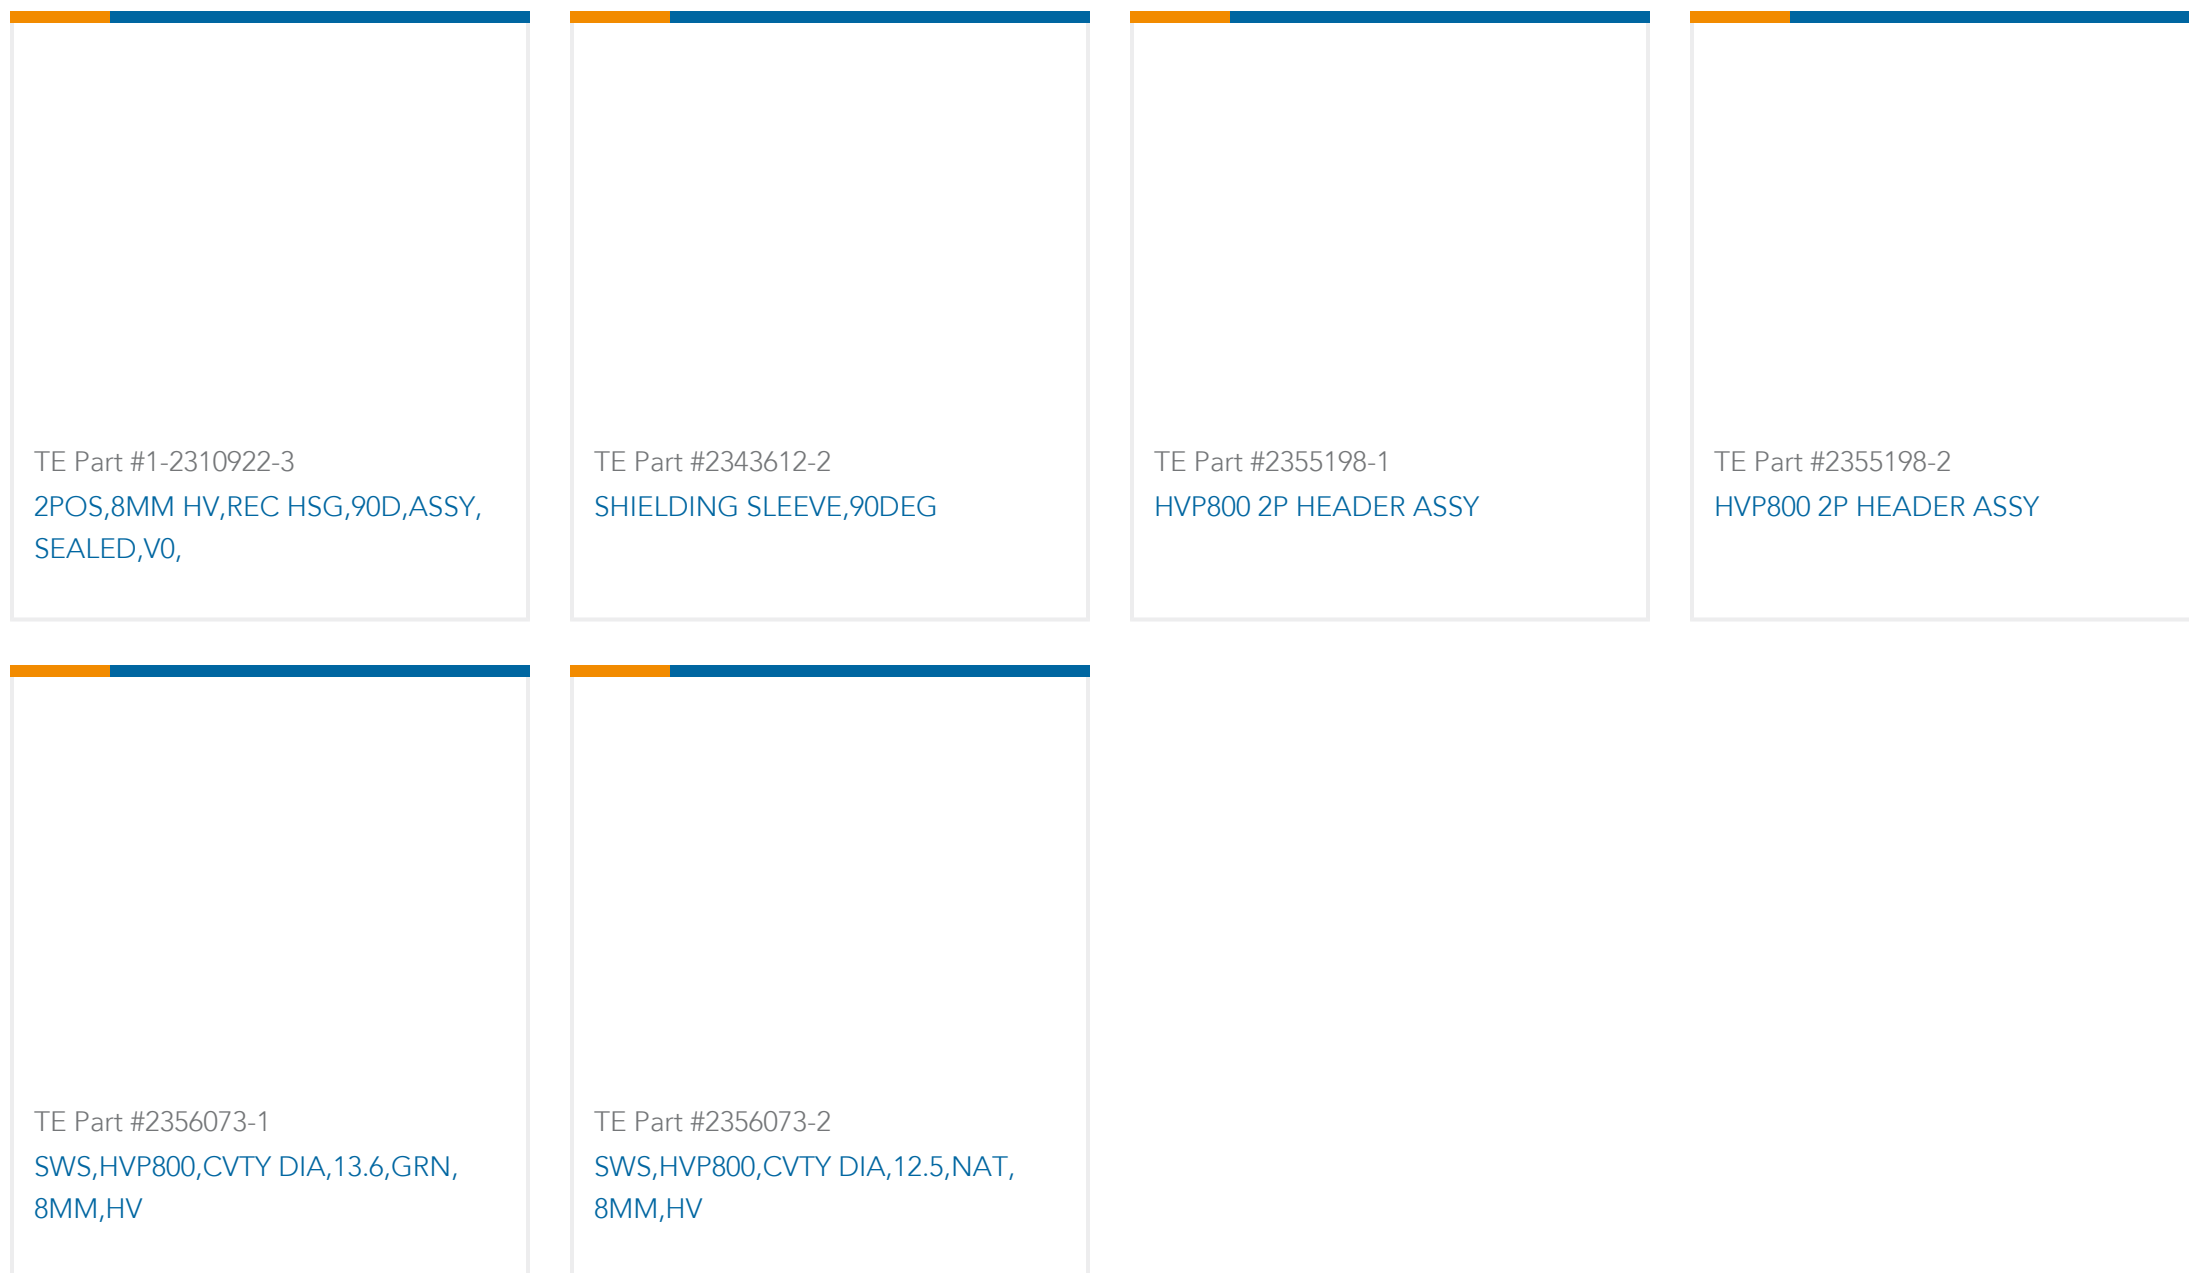 TE Part #1-2310922-3
2POS,8MM HV,REC HSG,90D,ASSY,
SEALED,V0,
TE Part #2343612-2
SHIELDING SLEEVE,90DEG
TE Part #2355198-1
HVP800 2P HEADER ASSY
TE Part #2355198-2
HVP800 2P HEADER ASSY
TE Part #2356073-1
SWS,HVP800,CVTY DIA,13.6,GRN,
8MM,HV
TE Part #2356073-2
SWS,HVP800,CVTY DIA,12.5,NAT,
8MM,HV